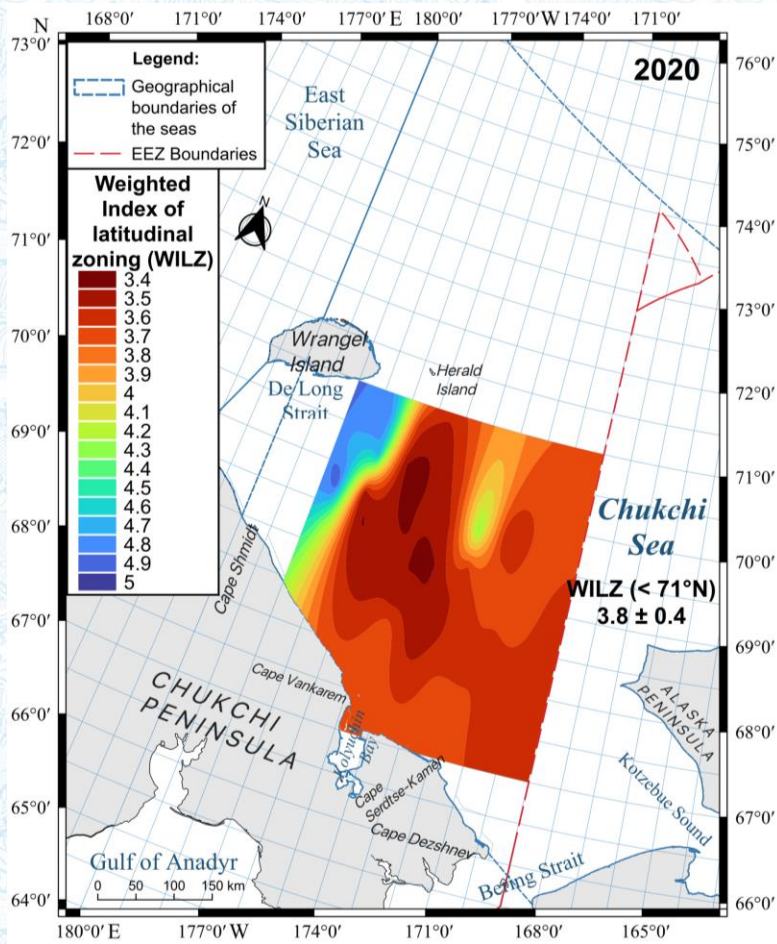 N
168°0'
174°0'
177°0' E
180°0'
177°0' W
174°0'
171°0'
73°0'
72°0'
71°0'
70°0'
69°0'
68°0'
67°0'
66°0'
65°0'
64°0'
76°0'
75°0'
74°0'
73°0'
72°0'
71°0'
70°0'
69°0'
68°0'
67°0'
66°0'
Legend:
Geographical
boundaries of
the seas
EEZ Boundaries
2020
East
Siberian
Sea
N
Weighted
Index of
latitudinal
zoning (WILZ)
3.4
3.5
3.6
3.7
3.8
3.9
4
4.1
4.2
4.3
4.4
4.5
4.6
4.7
4.8
4.9
5
Wrangel
Island
Herald
Island
De Long
Strait
Chukchi
Sea
WILZ (< 71°N)
3.8 ± 0.4
Cape Shmidt
Cape Vankarem
CHUKCHI
PENINSULA
Kolyuchin
Bay
Cape
Serdtse-Kamen
Cape Dezshnev
ALASKA
PENINSULA
Kotzebue Sound
Bering Strait
Gulf of Anadyr
0 50 100 150 km
180°0' E
177°0' W
174°0'
171°0'
168°0'
165°0'